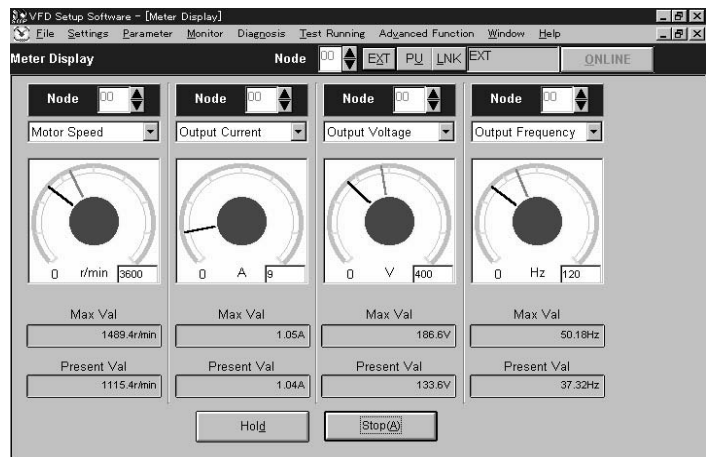 VFD Setup Software - [Meter Display]
File Settings Parameter Monitor Diagnosis Test Running Advanced Function Window Help
Meter Display Node 00 EXT PU LNK EXT ONLINE
Node 00 Node 00 Node 00 Node 00
Motor Speed Output Current Output Voltage Output Frequency
0 r/min 3600 0 A 9 0 V 400 0 Hz 120
Max Val Max Val Max Val Max Val
1489.4r/min 1.05A 186.6V 50.18Hz
Present Val Present Val Present Val Present Val
1115.4r/min 1.04A 133.6V 37.32Hz
Hold Stop(A)